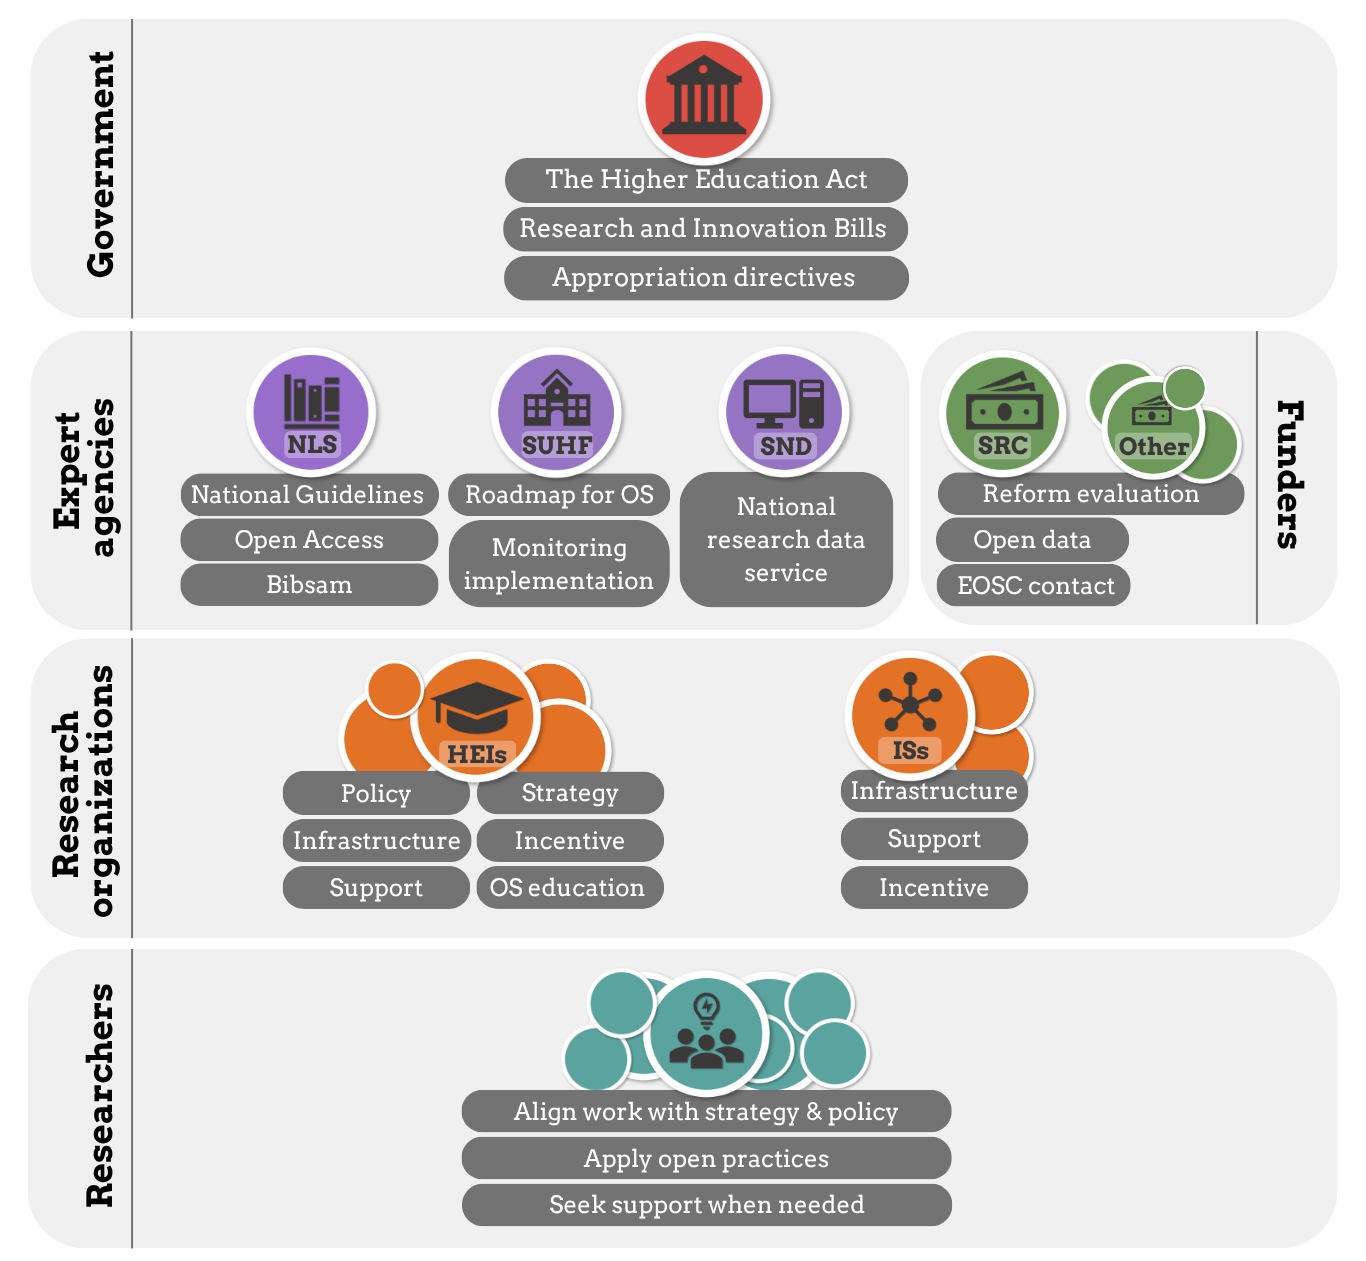 Government
The Higher Education Act
Research and Innovation Bills
Appropriation directives
Expert
agencies
NLS
National Guidelines
Open Access
Bibsam
SUHF
Roadmap for OS
Monitoring
implementation
SND
National
research data
service
SRC
Other
Reform evaluation
Open data
EOSC contact
Funders
Research
organizations
HEIs
Policy
Strategy
Infrastructure
Incentive
Support
OS education
ISs
Infrastructure
Support
Incentive
Researchers
Align work with strategy & policy
Apply open practices
Seek support when needed